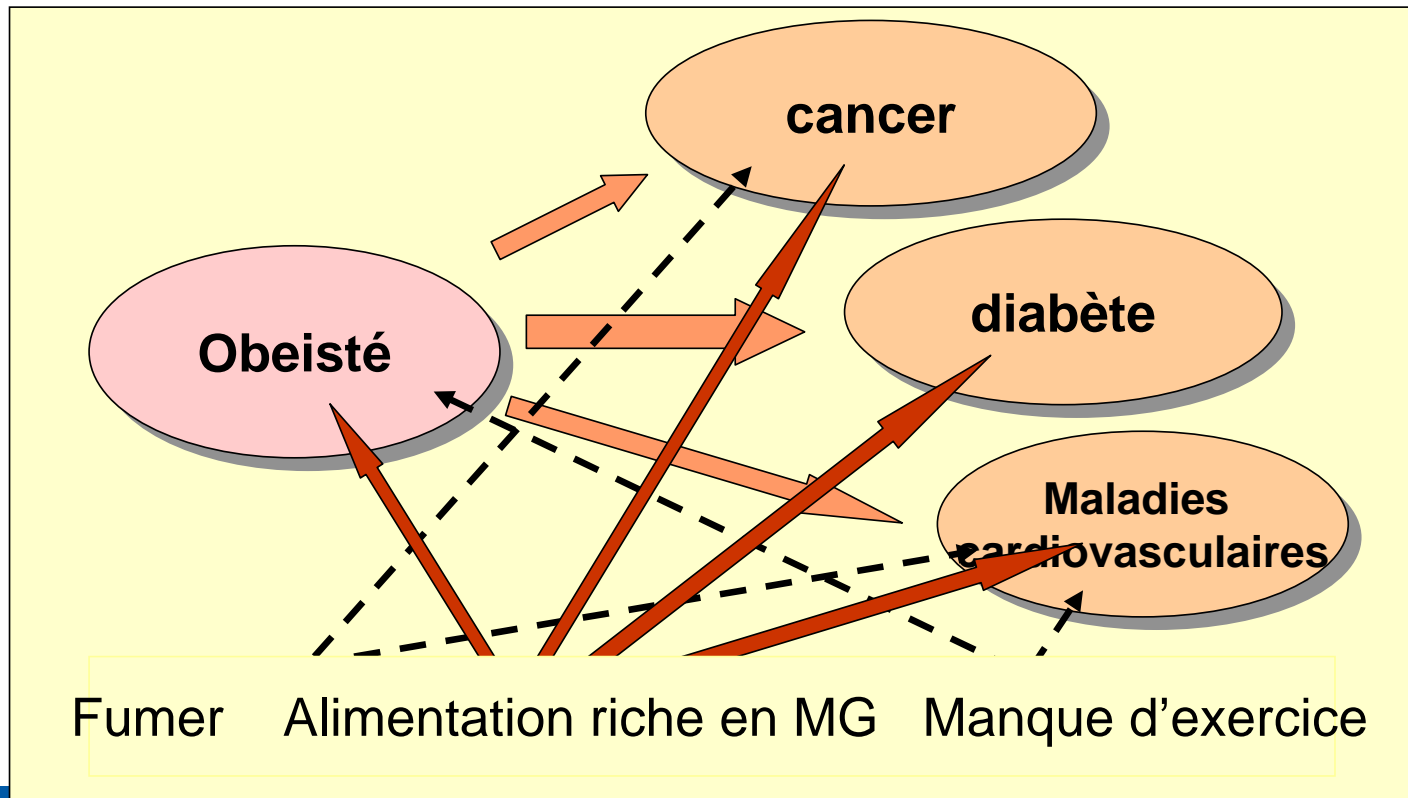 cancer
diabète
Obeisté
Maladies
cardiovasculaires
Fumer Alimentation riche en MG Manque d’exercice